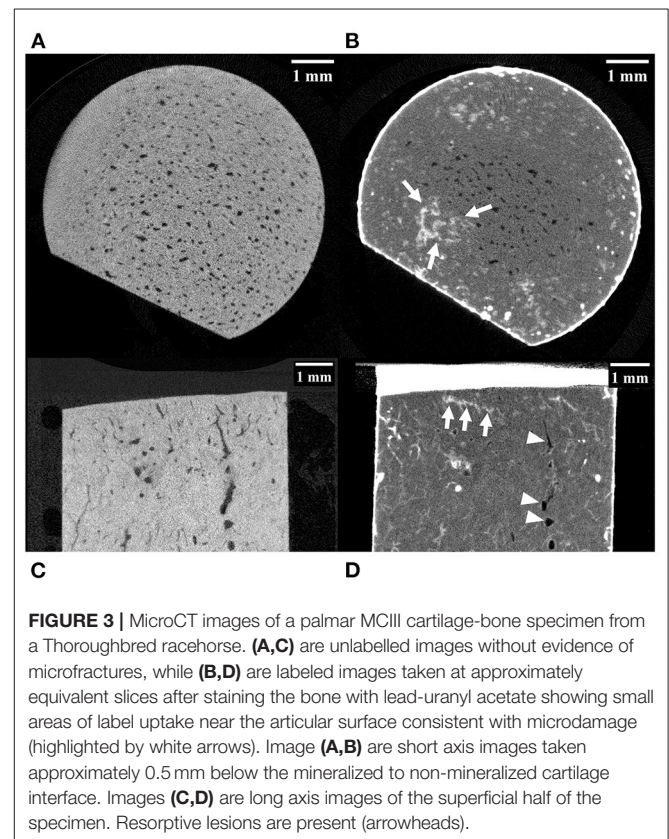 A
B
1 mm
1 mm
1 mm
1 mm
C
D
FIGURE 3 | MicroCT images of a palmar MCIII cartilage-bone specimen from
a Thoroughbred racehorse. (A,C) are unlabelled images without evidence of
microfractures, while (B,D) are labeled images taken at approximately
equivalent slices after staining the bone with lead-uranyl acetate showing small
areas of label uptake near the articular surface consistent with microdamage
(highlighted by white arrows). Image (A,B) are short axis images taken
approximately 0.5 mm below the mineralized to non-mineralized cartilage
interface. Images (C,D) are long axis images of the superficial half of the
specimen. Resorptive lesions are present (arrowheads).